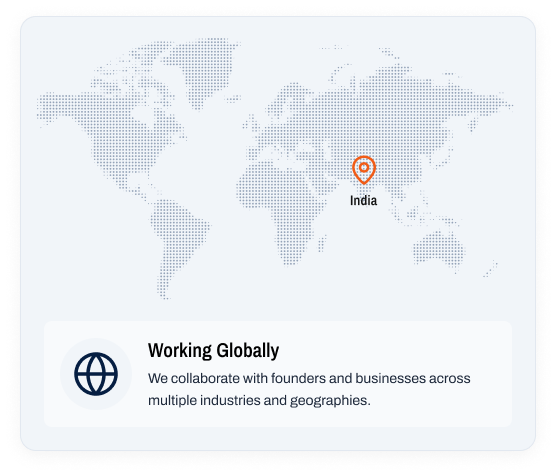 India
Working Globally
We collaborate with founders and businesses across
multiple industries and geographies.